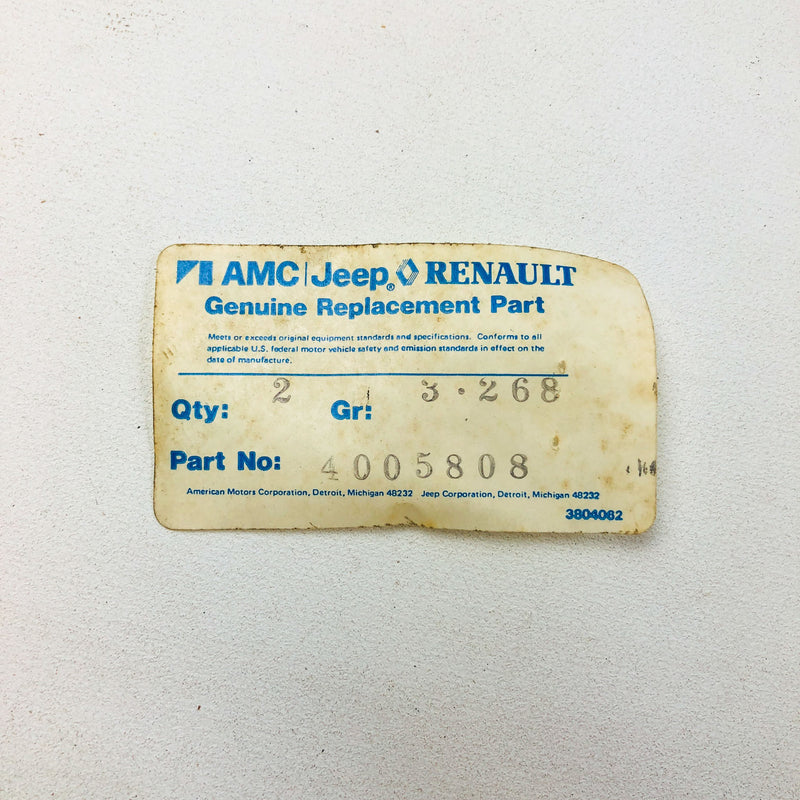 AMC|Jeep® RENAULT
Genuine Replacement Part
Meets or exceeds original equipment standards and specifications. Conforms to all
applicable U.S. federal motor vehicle safety and emission standards in effect on the
date of manufacture.
Qty: 2 Gr: 3.268
Part No: 4005808
American Motors Corporation, Detroit, Michigan 48232 Jeep Corporation, Detroit, Michigan 48232
3804082